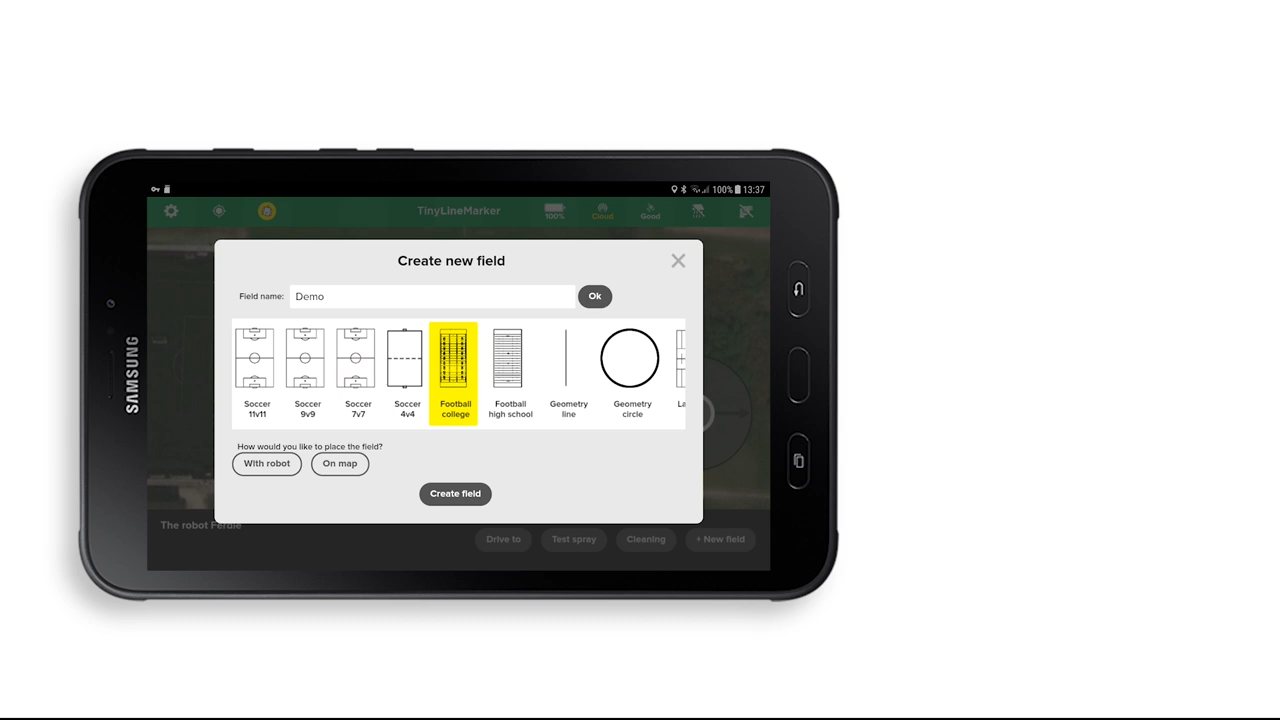 SAMSUNG
100% 13:37
TinyLineMarker
100%
Cloud
Good
Create new field
Field name:
Demo
Ok
Soccer
11v11
Soccer
9v9
Soccer
7v7
Soccer
4v4
Football
college
Football
high school
Geometry
line
Geometry
circle
La
How would you like to place the field?
With robot
On map
Create field
The robot Ferdie
Drive to
Test spray
Cleaning
+ New field